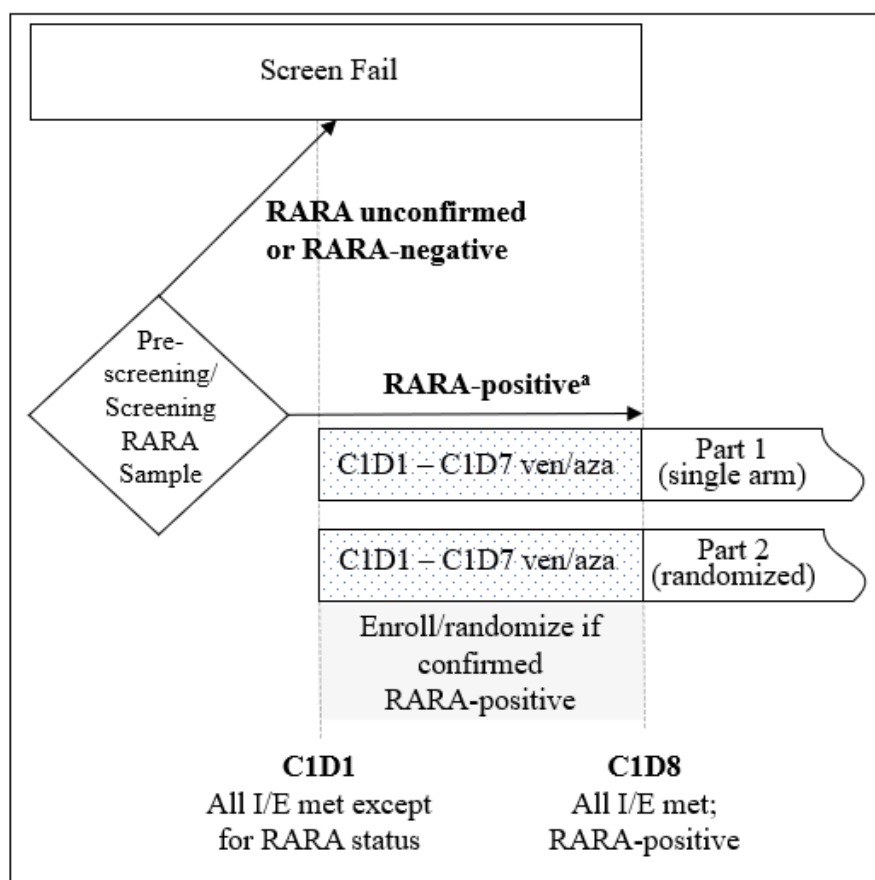 Screen Fail
RARA unconfirmed
or RARA-negative
Pre-
screening/
Screening
RARA
Sample
RARA-positiveᵃ
C1D1 – C1D7 ven/aza
Part 1
(single arm)
C1D1 – C1D7 ven/aza
Part 2
(randomized)
Enroll/randomize if
confirmed
RARA-positive
C1D1
All I/E met except
for RARA status
C1D8
All I/E met;
RARA-positive